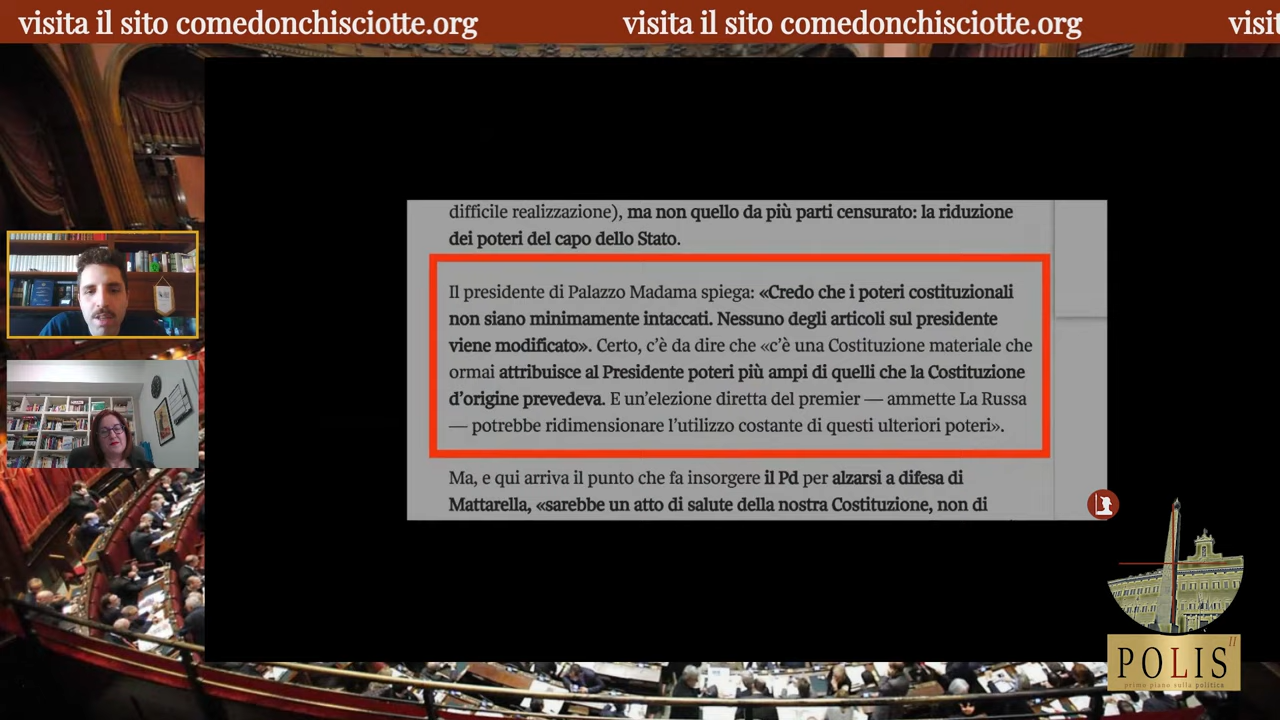 visita il sito comedonchisciotte.org visita il sito comedonchisciotte.org visit
difficile realizzazione), ma non quello da più parti censurato: la riduzione
dei poteri del capo dello Stato.
Il presidente di Palazzo Madama spiega: «Credo che i poteri costituzionali
non siano minimamente intaccati. Nessuno degli articoli sul presidente
viene modificato». Certo, c’è da dire che «c’è una Costituzione materiale che
ormai attribuisce al Presidente poteri più ampi di quelli che la Costituzione
d’origine prevedeva. E un’elezione diretta del premier — ammette La Russa
— potrebbe ridimensionare l’utilizzo costante di questi ulteriori poteri».
Ma, e qui arriva il punto che fa insorgere il Pd per alzarsi a difesa di
Mattarella, «sarebbe un atto di salute della nostra Costituzione, non di
POLIS"
primo piano sulla politica